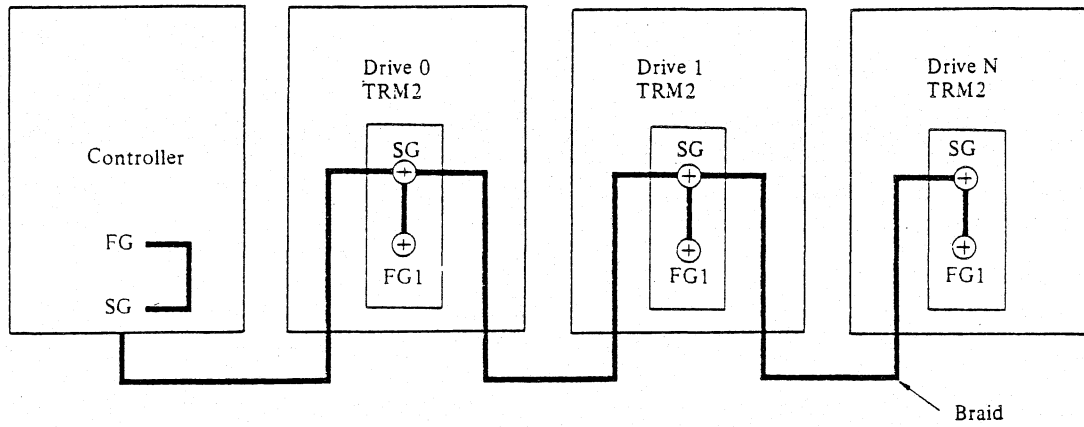 Controller
FG
SG
Drive 0
TRM2
SG
FG1
Drive 1
TRM2
SG
FG1
Drive N
TRM2
SG
FG1
Braid